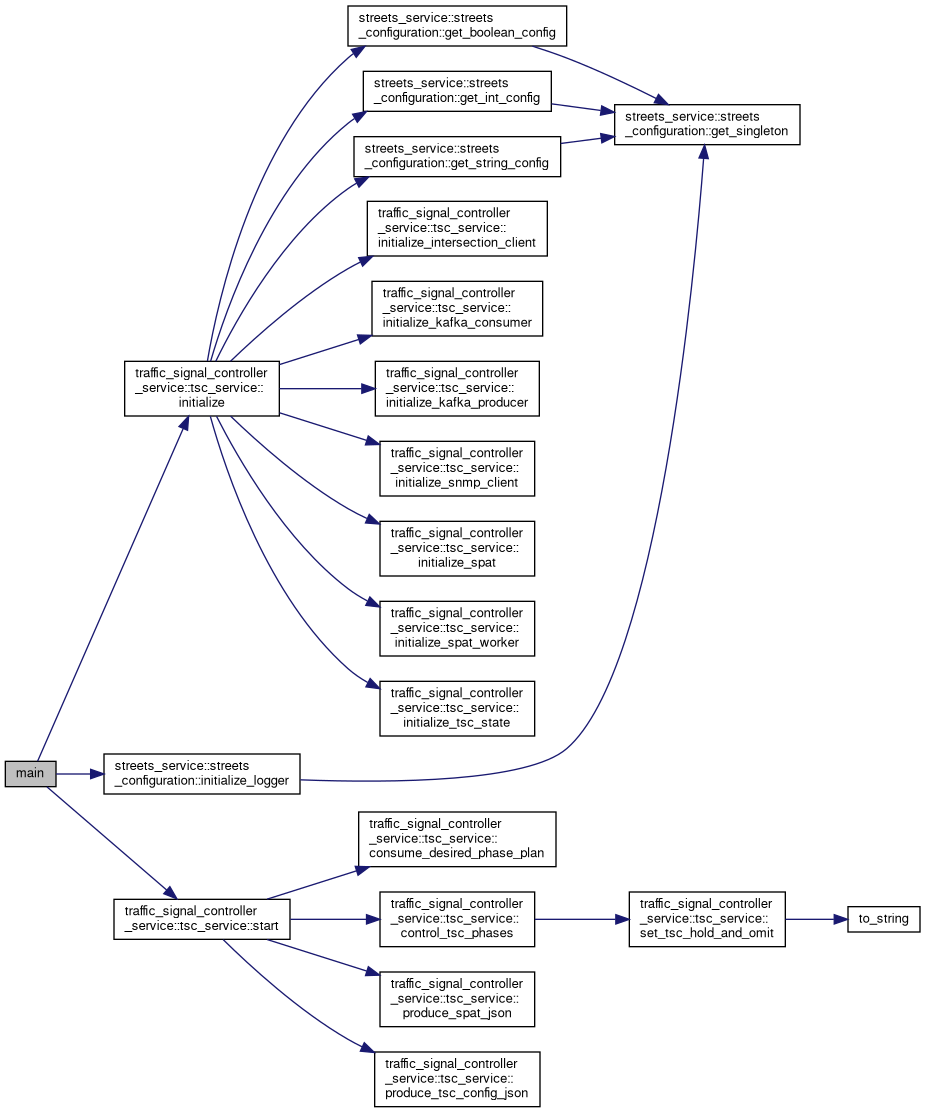 streets_service::streets
_configuration::get_boolean_config
streets_service::streets
_configuration::get_int_config
streets_service::streets
_configuration::get_singleton
streets_service::streets
_configuration::get_string_config
traffic_signal_controller
_service::tsc_service::
initialize_intersection_client
traffic_signal_controller
_service::tsc_service::
initialize_kafka_consumer
traffic_signal_controller
_service::tsc_service::
initialize
traffic_signal_controller
_service::tsc_service::
initialize_kafka_producer
traffic_signal_controller
_service::tsc_service::
initialize_snmp_client
traffic_signal_controller
_service::tsc_service::
initialize_spat
traffic_signal_controller
_service::tsc_service::
initialize_spat_worker
traffic_signal_controller
_service::tsc_service::
initialize_tsc_state
main
streets_service::streets
_configuration::initialize_logger
traffic_signal_controller
_service::tsc_service::
consume_desired_phase_plan
traffic_signal_controller
_service::tsc_service::start
traffic_signal_controller
_service::tsc_service::
control_tsc_phases
traffic_signal_controller
_service::tsc_service::
set_tsc_hold_and_omit
to_string
traffic_signal_controller
_service::tsc_service::
produce_spat_json
traffic_signal_controller
_service::tsc_service::
produce_tsc_config_json